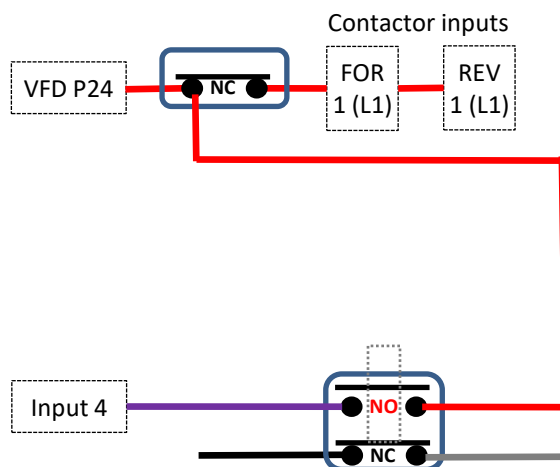 Contactor inputs
VFD P24
NC
FOR
1 (L1)
REV
1 (L1)
Input 4
NO
NC